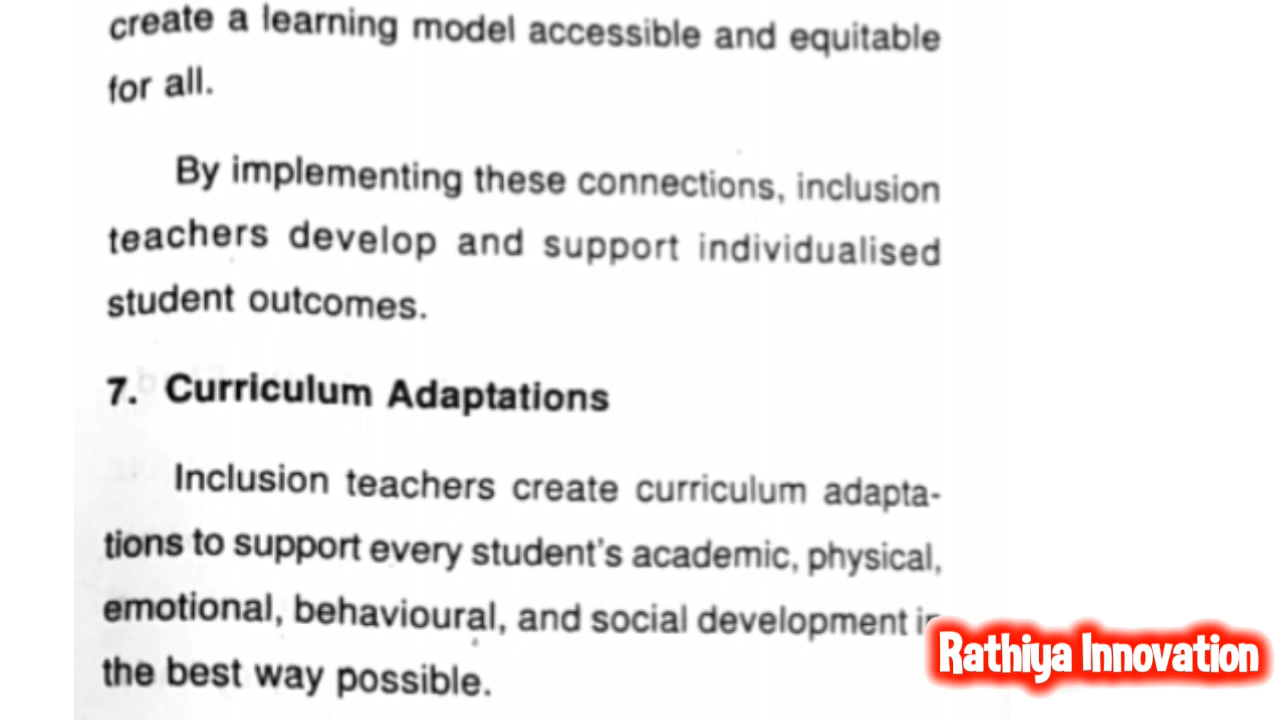 create a learning model accessible and equitable
for all.
By implementing these connections, inclusion
teachers develop and support individualised
student outcomes.
7. Curriculum Adaptations
Inclusion teachers create curriculum adapta-
tions to support every student's academic, physical,
emotional, behavioural, and social development
the best way possible.
Rathiya Innovation